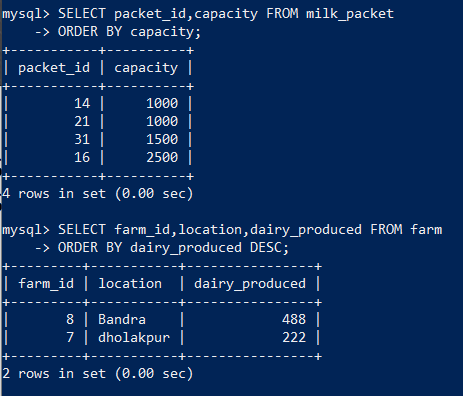 mysql> SELECT packet_id,capacity FROM milk_packet
    -> ORDER BY capacity;
+-----------+----------+
| packet_id | capacity |
+-----------+----------+
|        14 |     1000 |
|        21 |     1000 |
|        31 |     1500 |
|        16 |     2500 |
+-----------+----------+
4 rows in set (0.00 sec)

mysql> SELECT farm_id,location,dairy_produced FROM farm
    -> ORDER BY dairy_produced DESC;
+---------+-----------+----------------+
| farm_id | location  | dairy_produced |
+---------+-----------+----------------+
|       8 | Bandra    |            488 |
|       7 | dholakpur |            222 |
+---------+-----------+----------------+
2 rows in set (0.00 sec)